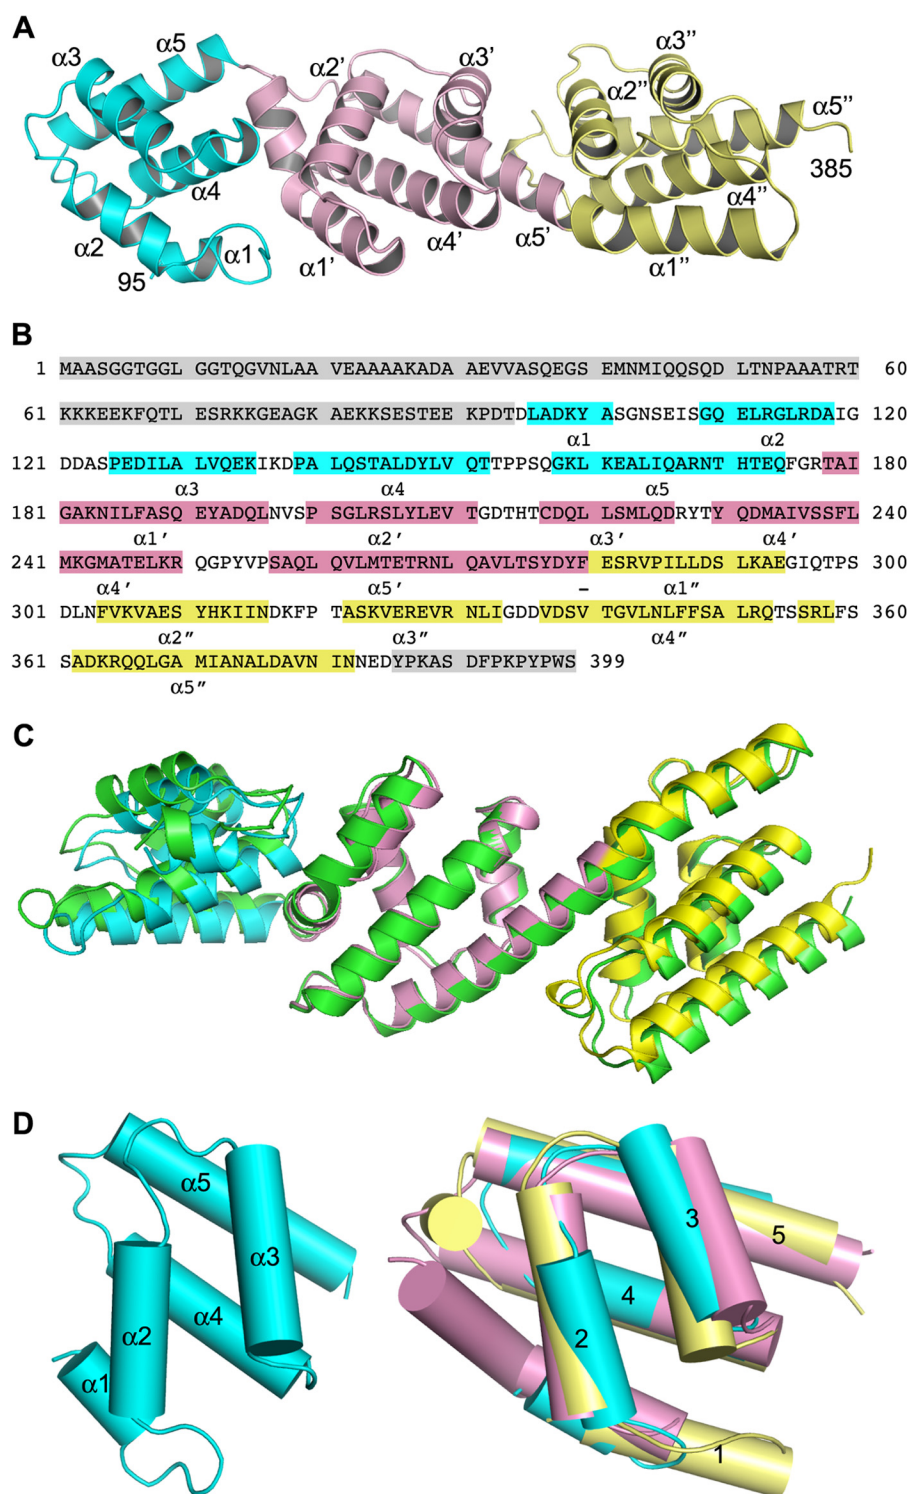 A
α3 α5 α2' α3' α3’’ α2’’ α5’’
α4 385
α2 α1 α4' α5' α4’’
95 α1' α1’’
B
1 MAASGGTGGL GGTQGVNLAA VEAAAAKADA AEVVASQEGS EMNMIQQSQD LTNPAAATRT 60
61 KKKEEKFQTL ESRKKGEAGK AEKKSESTEE KPDTDLADKY ASGNSEISGQ ELRGLRDAIG 120
α1 α2
121 DDASPEDILA LVQEKIKDPA LQSTALDYLV QTTPPSQGKL KEALIQARNT HTEQFGRTAI 180
α3 α4 α5
181 GAKNILFASQ EYADQLNVSP SGLRSLYLEV TGDTHTCDQL LSMLQDRYTY QDMAIVSSFL 240
α1' α2' α3' α4'
241 MKGMATELKR QGPYVPSAQL QVLMTETRNL QAVLTSYDYF ESRVPILLDS LKAEGIQTPS 300
α4' α5' – α1″
301 DLNFVKVAES YHKIINDKFP TASKVEREVR NLIGDDVDSV TGVLNLFFSA LRQTSSRLFS 360
α2″ α3″ α4″
361 SADKRQQLGA MIANALDAVN INNEDYPKAS DFPKPYPWS 399
α5″
C
D
α5
α3
α4
α2
α1
3
5
4
2
1